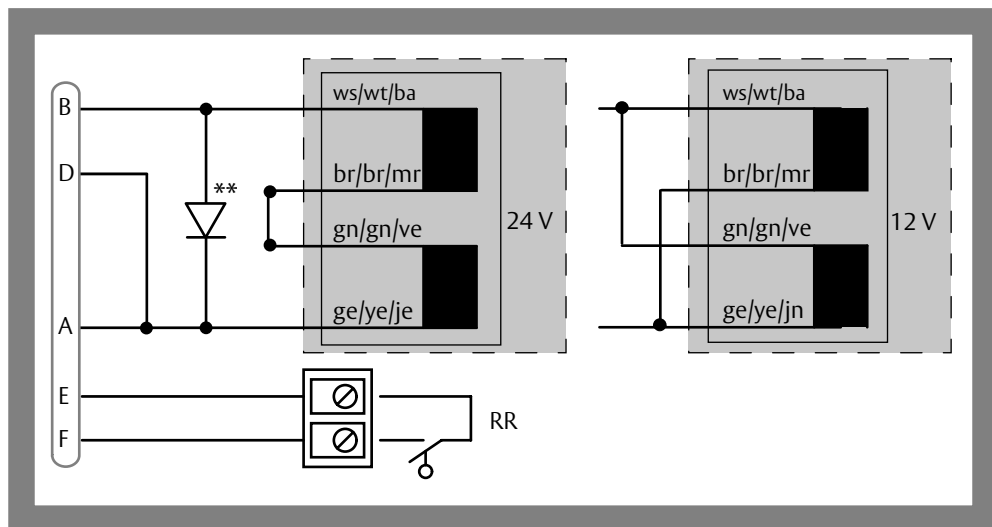 B
D
A
E
F
**
ws/wt/ba
br/br/mr
gn/gn/ve
ge/ye/je
24 V
ws/wt/ba
br/br/mr
gn/gn/ve
ge/ye/jn
12 V
RR